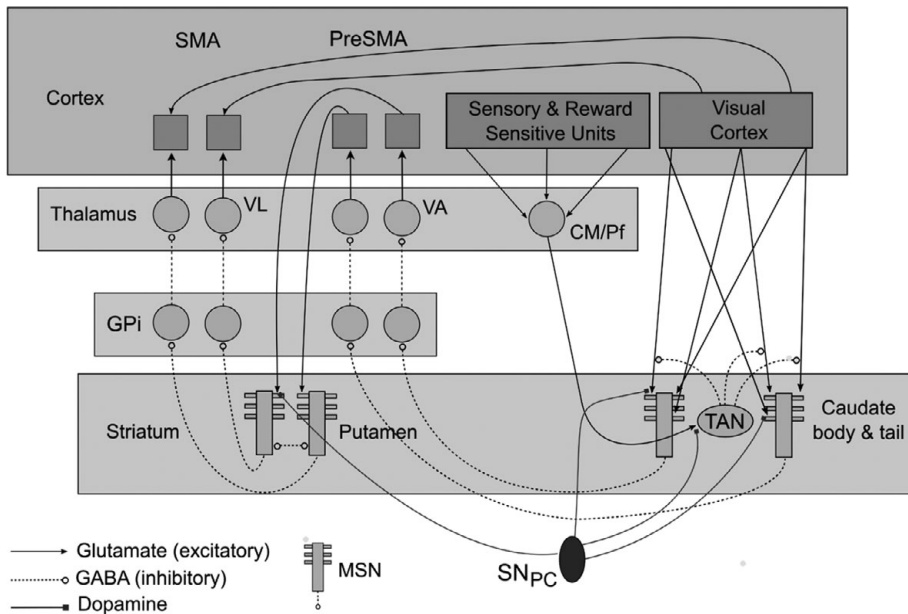 SMA
PreSMA
Cortex
Sensory & Reward
Sensitive Units
Visual
Cortex
Thalamus
VL
VA
CM/Pf
GPi
Striatum
Putamen
TAN
Caudate
body & tail
Glutamate (excitatory)
GABA (inhibitory)
Dopamine
MSN
SNPC